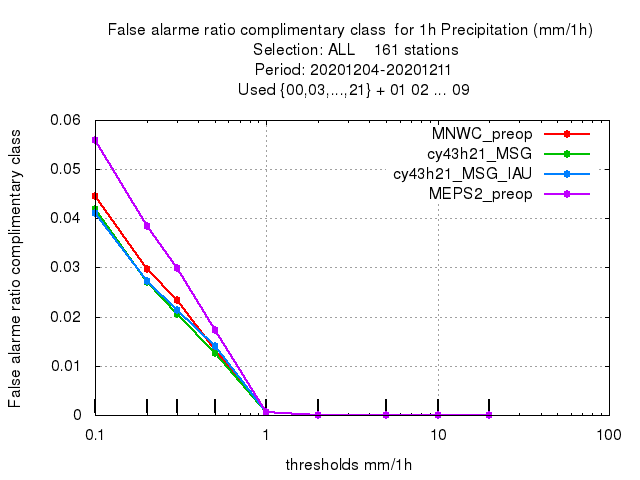 False alarme ratio complimentary class  for 1h Precipitation (mm/1h)
Selection: ALL    161 stations
Period: 20201204-20201211
Used {00,03,...,21} + 01 02 ... 09
False alarme ratio complimentary class
0.06
0.05
0.04
0.03
0.02
0.01
0
MNWC_preop
cy43h21_MSG
cy43h21_MSG_IAU
MEPS2_preop
0.1 1 10 100
thresholds mm/1h